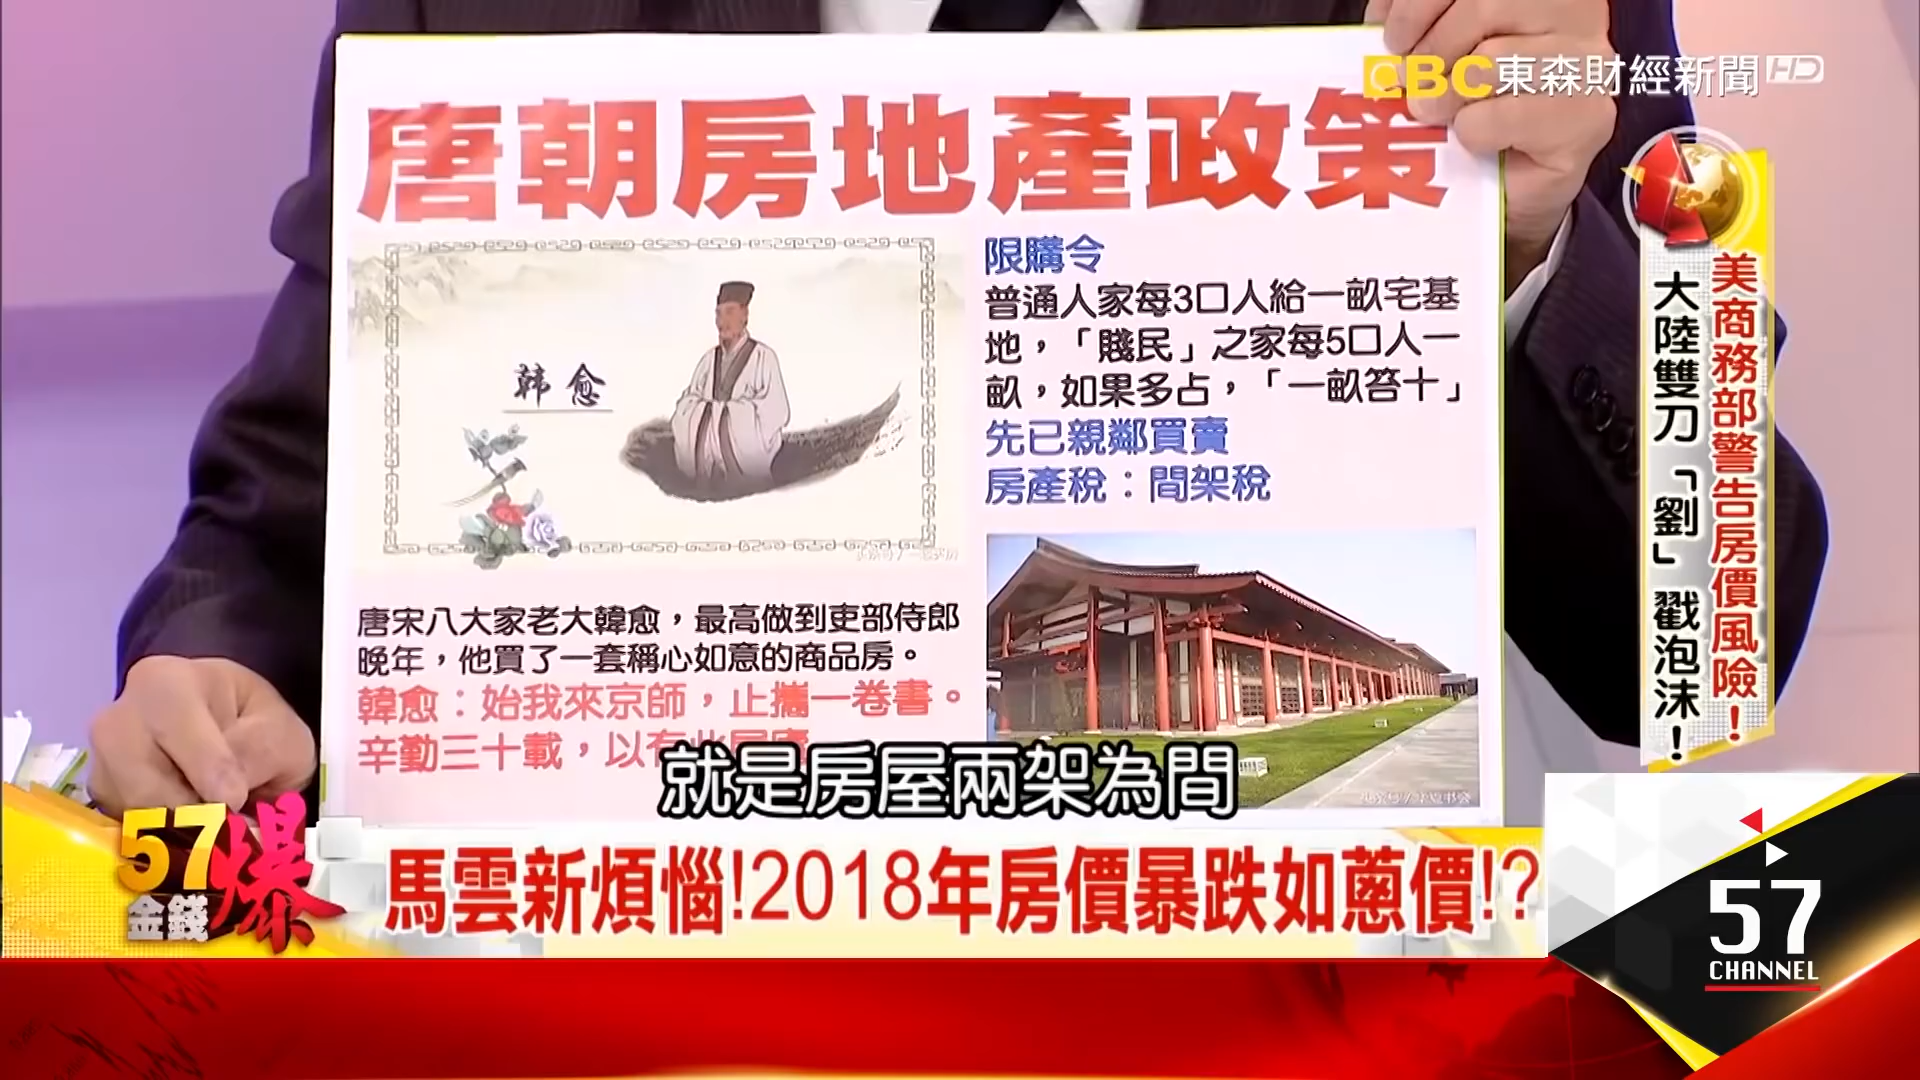 EBC東森財經新聞HD
唐朝房地產政策
韩愈
限購令
普通人家每3口人給一畝宅基
地，「賤民」之家每5口人一
畝，如果多占，「一畝笞十」
先已親鄰買賣
房產稅：間架稅
唐宋八大家老大韓愈，最高做到吏部侍郎
晚年，他買了一套稱心如意的商品房。
韓愈：始我來京師，止攜一卷書。
辛勤三十載，以有此屋廬
美商務部警告房價風險！
大陸雙刀「劉」戳泡沫！
就是房屋兩架為間
57
金錢爆
馬雲新煩惱!2018年房價暴跌如蔥價!?
57
CHANNEL